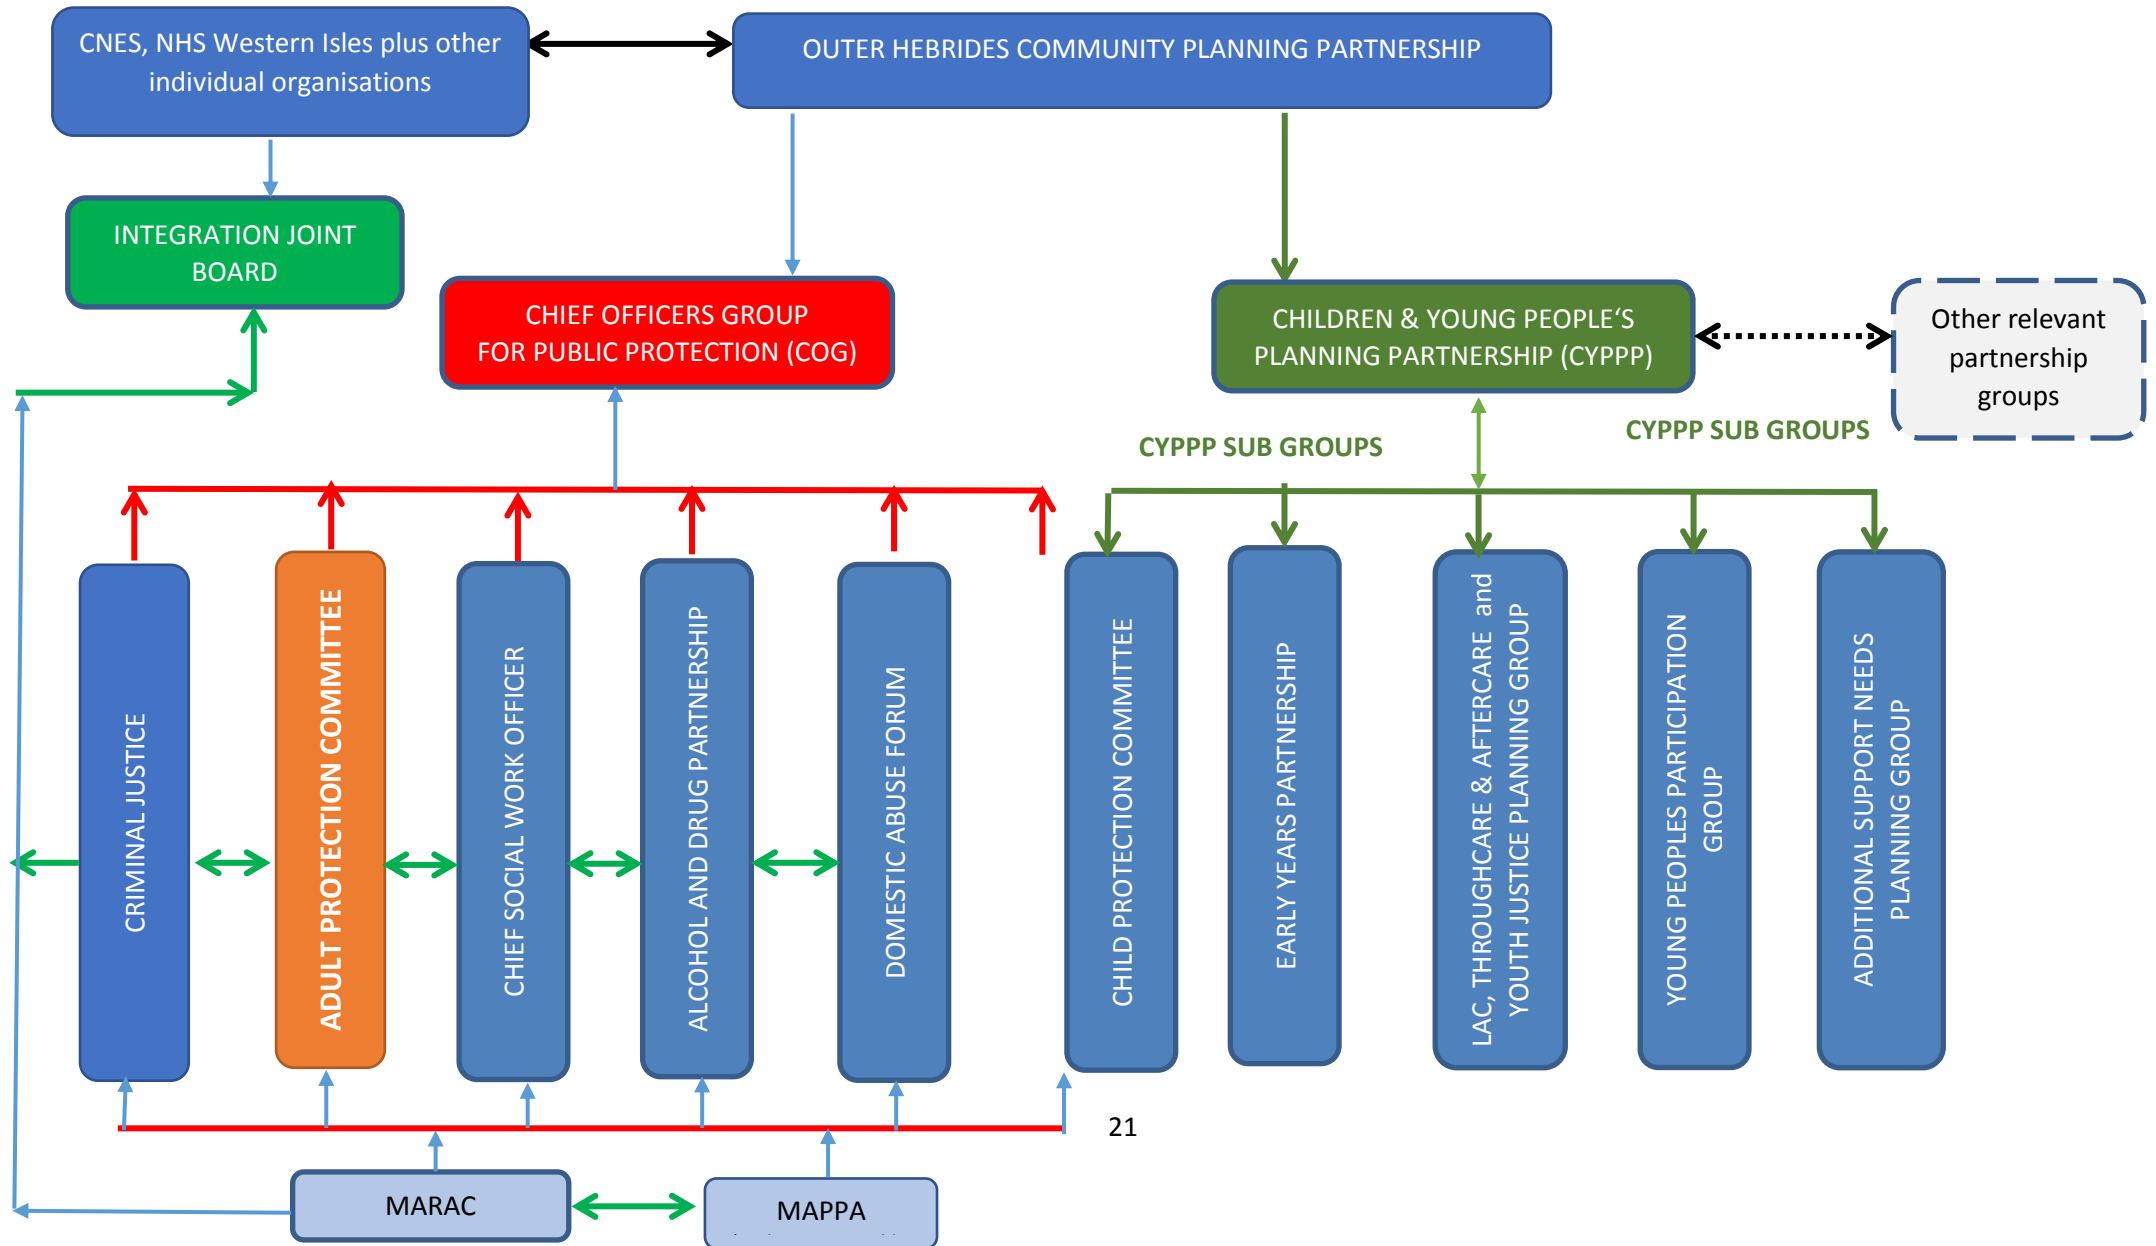 CNES, NHS Western Isles plus other
individual organisations
OUTER HEBRIDES COMMUNITY PLANNING PARTNERSHIP
INTEGRATION JOINT
BOARD
CHIEF OFFICERS GROUP
FOR PUBLIC PROTECTION (COG)
CHILDREN & YOUNG PEOPLE‘S
PLANNING PARTNERSHIP (CYPPP)
Other relevant
partnership
groups
CYPPP SUB GROUPS
CYPPP SUB GROUPS
CRIMINAL JUSTICE
ADULT PROTECTION COMMITTEE
CHIEF SOCIAL WORK OFFICER
ALCOHOL AND DRUG PARTNERSHIP
DOMESTIC ABUSE FORUM
CHILD PROTECTION COMMITTEE
EARLY YEARS PARTNERSHIP
LAC, THROUGHCARE & AFTERCARE and
YOUTH JUSTICE PLANNING GROUP
YOUNG PEOPLES PARTICIPATION
GROUP
ADDITIONAL SUPPORT NEEDS
PLANNING GROUP
21
MARAC
MAPPA